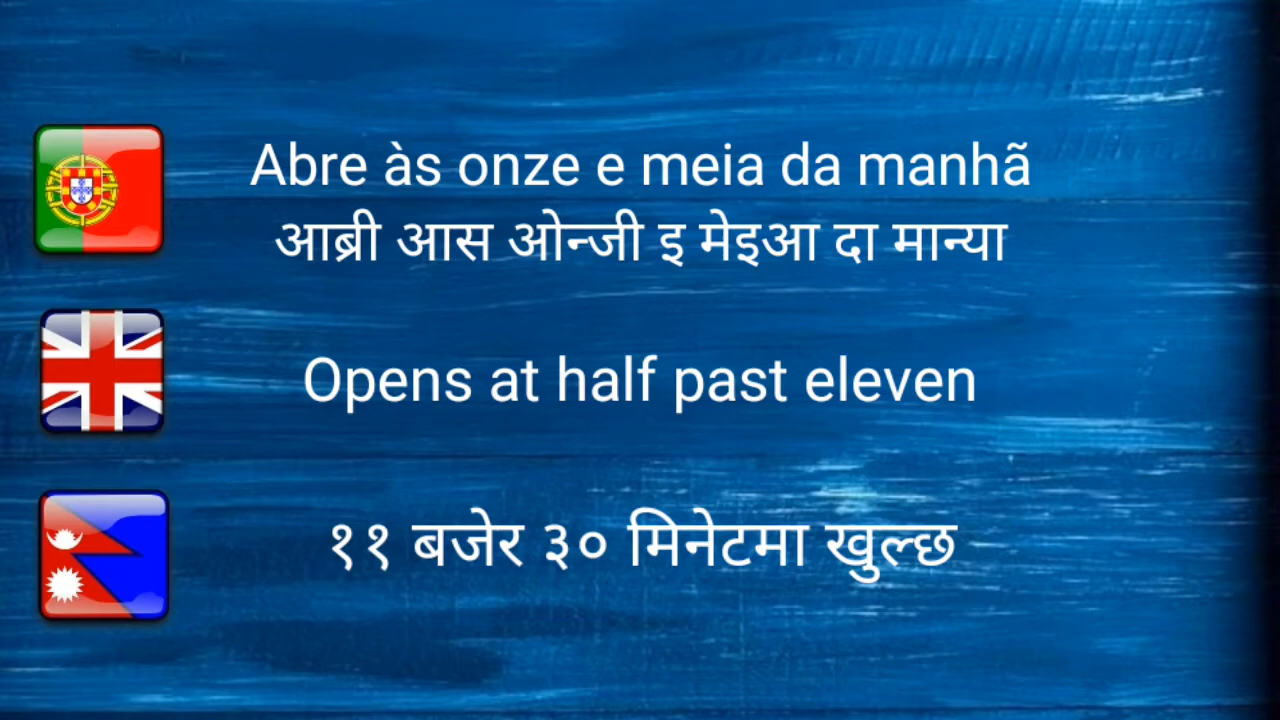 Abre às onze e meia da manhã
आब्री आस ओन्जी इ मेइआ दा मान्या
Opens at half past eleven
११ बजेर ३० मिनेटमा खुल्छ